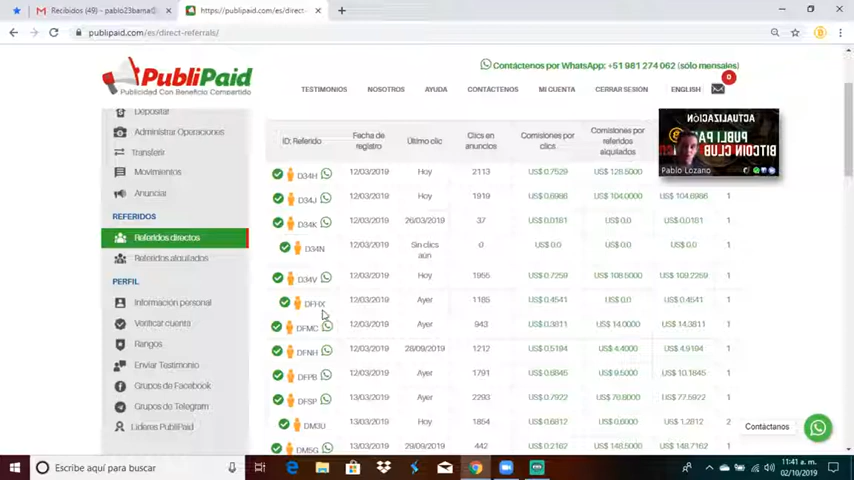 Recibidos (49) - pablo23bama@
https://publipaid.com/es/direct-
publipaid.com/es/direct-referrals/
PubliPaid
Publicidad Con Beneficio Compartido
Contáctenos por WhatsApp: +51 981 274 062 (sólo mensajes)
0
TESTIMONIOS NOSOTROS AYUDA CONTÁCTENOS MI CUENTA CERRAR SESIÓN ENGLISH
Depositar
Administrar Operaciones
Transferir
Movimientos
Anunciar
REFERIDOS
Referidos directos
Referidos alquilados
PERFIL
Información personal
Verificar cuenta
Rangos
Enviar Testimonio
Grupos de Facebook
Grupos de Telegram
Líderes PubliPaid
ID: Referido Fecha de registro Último clic Clics en anuncios Comisiones por clics Comisiones por referidos alquilados
D34H 12/03/2019 Hoy 2113 US$ 0.7529 US$ 128.5000
D34J 12/03/2019 Hoy 1919 US$ 0.6986 US$ 104.0000 US$ 104.6986 1
D34K 12/03/2019 26/03/2019 37 US$ 0.0181 US$ 0.0 US$ 0.0181 1
D34N 12/03/2019 Sin clics aún 0 US$ 0.0 US$ 0.0 US$ 0.0 1
D34V 12/03/2019 Hoy 1955 US$ 0.7259 US$ 108.5000 US$ 109.2259 1
DFHX 12/03/2019 Ayer 1185 US$ 0.4541 US$ 0.0 US$ 0.4541 1
DFMC 12/03/2019 Ayer 943 US$ 0.3811 US$ 14.0000 US$ 14.3811 1
DFNH 12/03/2019 28/09/2019 1212 US$ 0.5194 US$ 4.4000 US$ 4.9194 1
DFPB 12/03/2019 Ayer 1791 US$ 0.6845 US$ 9.5000 US$ 10.1845 1
DFSP 12/03/2019 Ayer 2293 US$ 0.7922 US$ 76.8000 US$ 77.5922 1
DM3U 13/03/2019 Hoy 1854 US$ 0.6812 US$ 0.6000 US$ 1.2812 2
DM5G 13/03/2019 29/09/2019 442 US$ 0.2162 US$ 148.5000 US$ 148.7162 1
ACTUALIZACIÓN
PUBLI PAID
BITCOIN CLUB
Pablo Lozano
Contáctanos
Escribe aquí para buscar
11:41 a. m.
02/10/2019